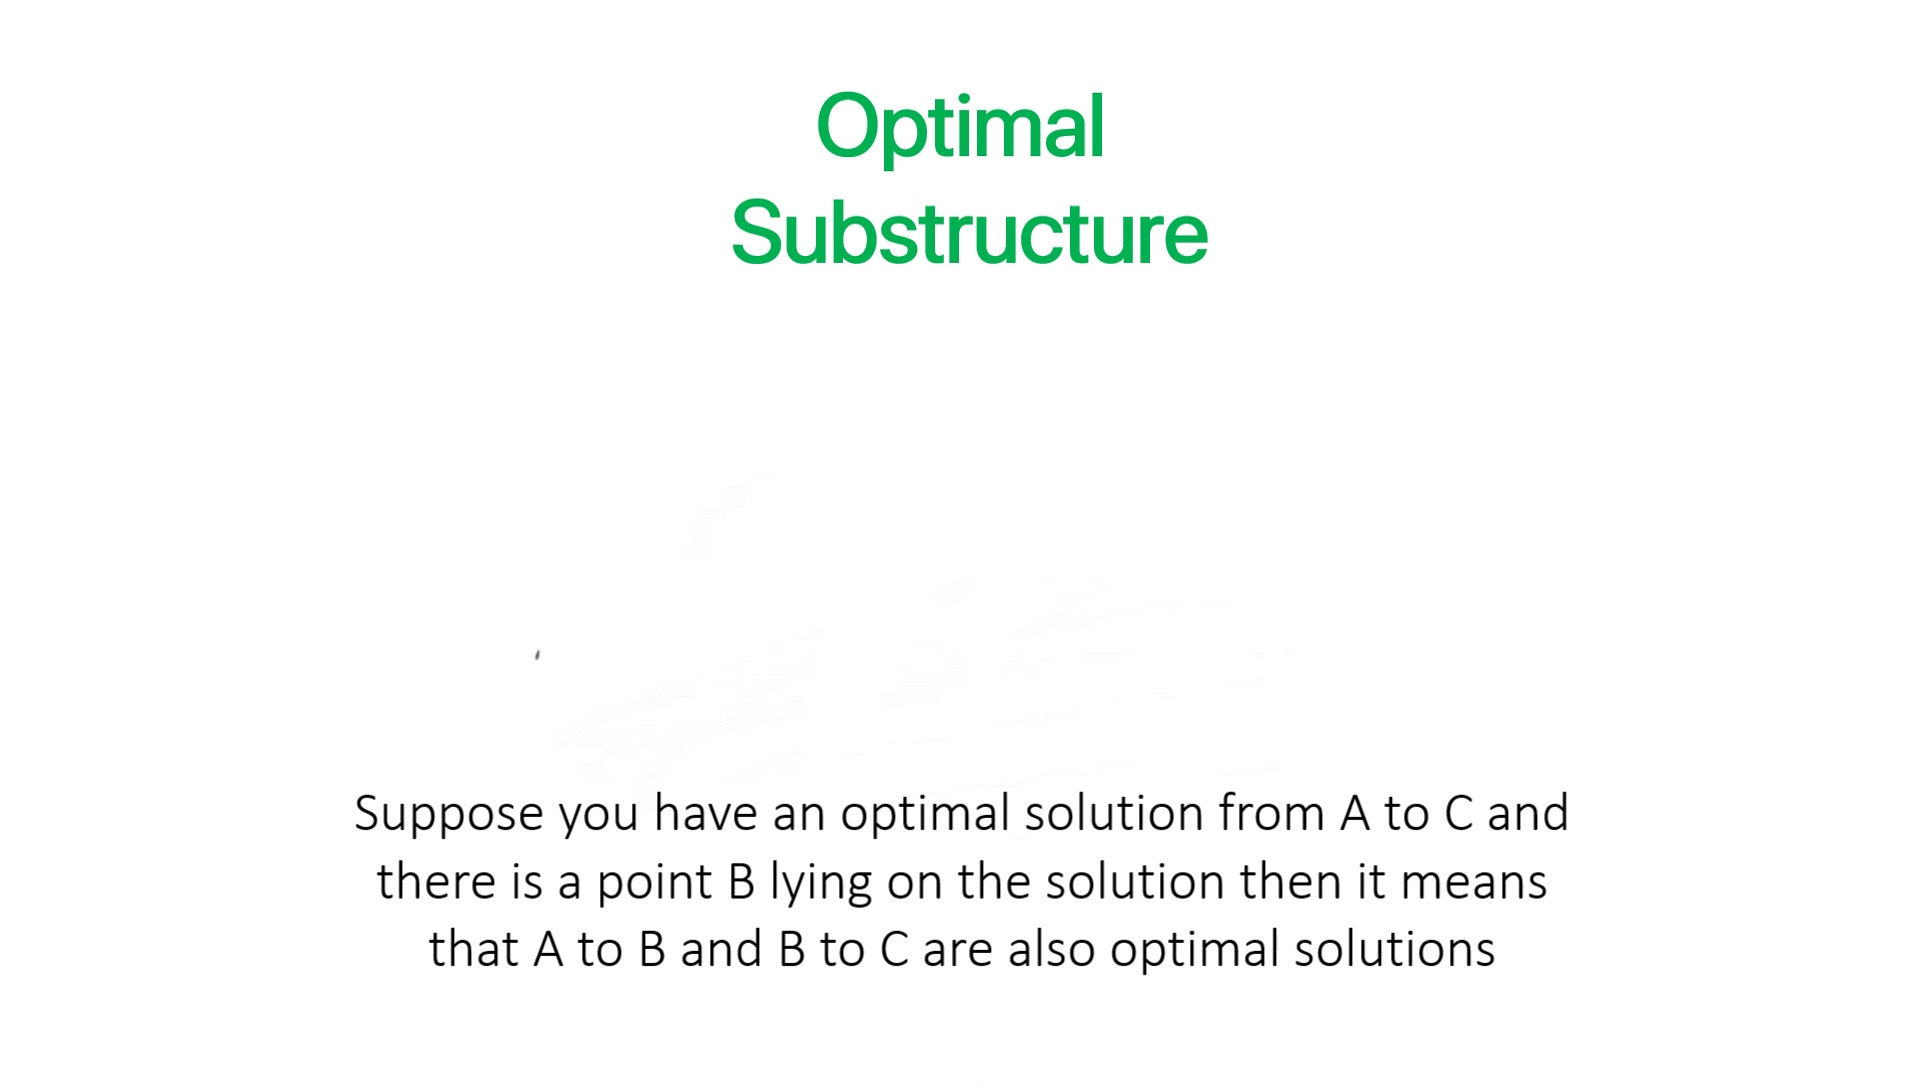 Optimal
Substructure
Suppose you have an optimal solution from A to C and
there is a point B lying on the solution then it means
that A to B and B to C are also optimal solutions